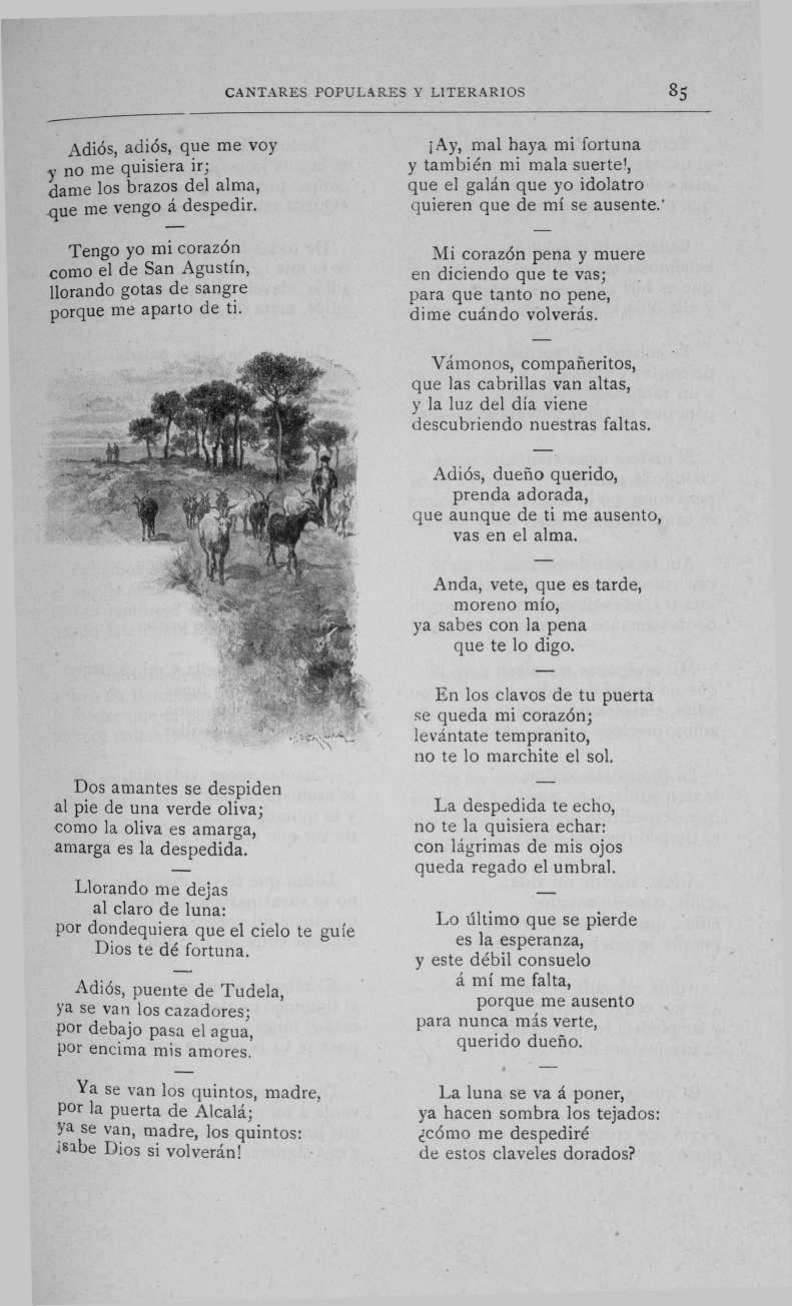 CANTARES POPULARES Y LITERARIOS 85
Adiós, adiós, que me voy
y no me quisiera ir;
dame los brazos del alma,
que me vengo á despedir.
Tengo yo mi corazón
como el de San Agustín,
llorando gotas de sangre
porque me aparto de ti.
Dos amantes se despiden
al pie de una verde oliva;
como la oliva es amarga,
amarga es la despedida.
Llorando me dejas
al claro de luna:
por dondequiera que el cielo te guíe
Dios te dé fortuna.
Adiós, puente de Tudela,
ya se van los cazadores;
por debajo pasa el agua,
por encima mis amores.
Ya se van los quintos, madre,
por la puerta de Alcalá;
ya se van, madre, los quintos:
¡sabe Dios si volverán!
¡Ay, mal haya mi fortuna
y también mi mala suerte!,
que el galán que yo idolatro
quieren que de mí se ausente.
Mi corazón pena y muere
en diciendo que te vas;
para que tanto no pene,
dime cuándo volverás.
Vámonos, compañeritos,
que las cabrillas van altas,
y la luz del día viene
descubriendo nuestras faltas.
Adiós, dueño querido,
prenda adorada,
que aunque de ti me ausento,
vas en el alma.
Anda, vete, que es tarde,
moreno mío,
ya sabes con la pena
que te lo digo.
En los clavos de tu puerta
se queda mi corazón;
levántate tempranito,
no te lo marchite el sol.
La despedida te echo,
no te la quisiera echar:
con lágrimas de mis ojos
queda regado el umbral.
Lo último que se pierde
es la esperanza,
y este débil consuelo
á mí me falta,
porque me ausento
para nunca más verte,
querido dueño.
La luna se va á poner,
ya hacen sombra los tejados:
¿cómo me despediré
de estos claveles dorados?